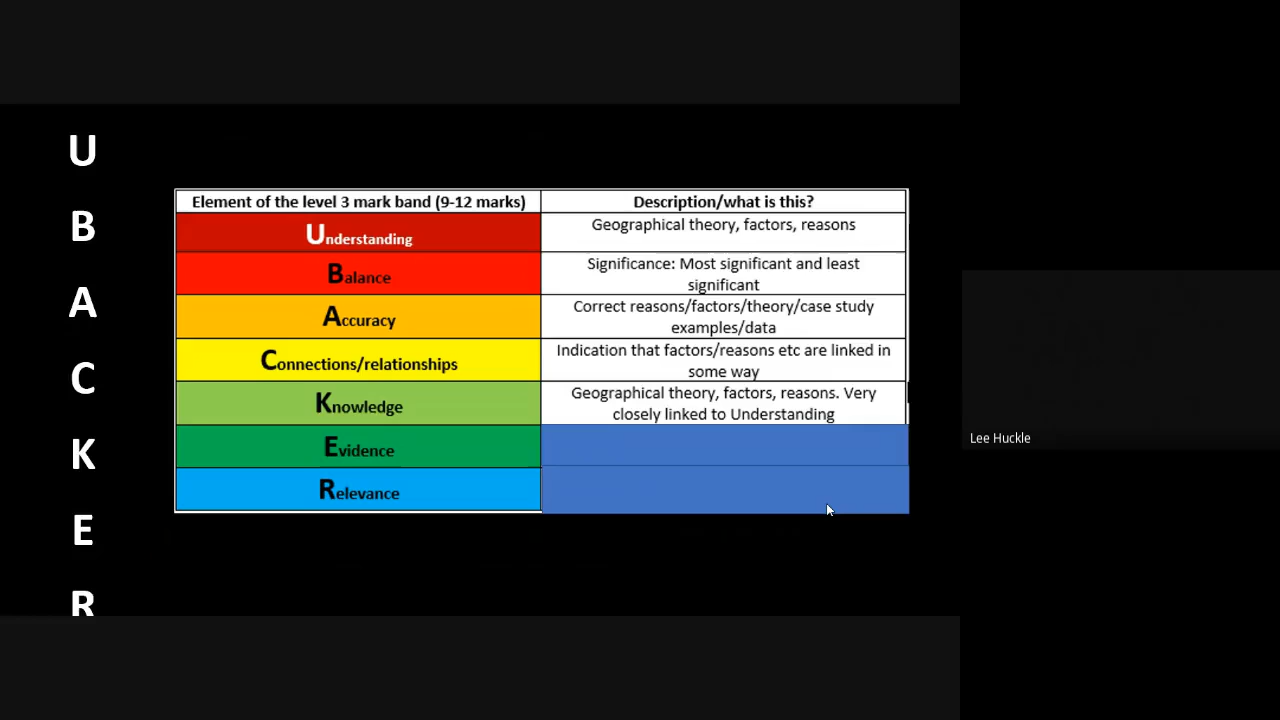 U
B
A
C
K
E
R
Element of the level 3 mark band (9-12 marks)
Description/what is this?
Understanding
Geographical theory, factors, reasons
Balance
Significance: Most significant and least
significant
Accuracy
Correct reasons/factors/theory/case study
examples/data
Connections/relationships
Indication that factors/reasons etc are linked in
some way
Knowledge
Geographical theory, factors, reasons. Very
closely linked to Understanding
Evidence
Relevance
Lee Huckle